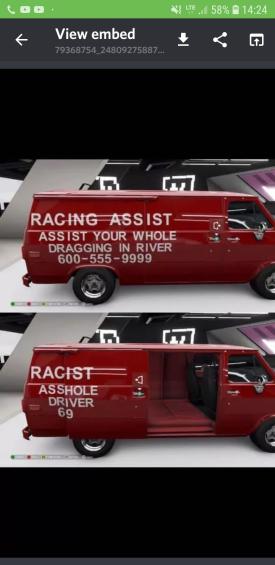 LTE 58% 14:24
View embed
79368754_24809275887...
RACING ASSIST
ASSIST YOUR WHOLE
DRAGGING IN RIVER
600-555-9999
RACIST
ASSHOLE
DRIVER
69